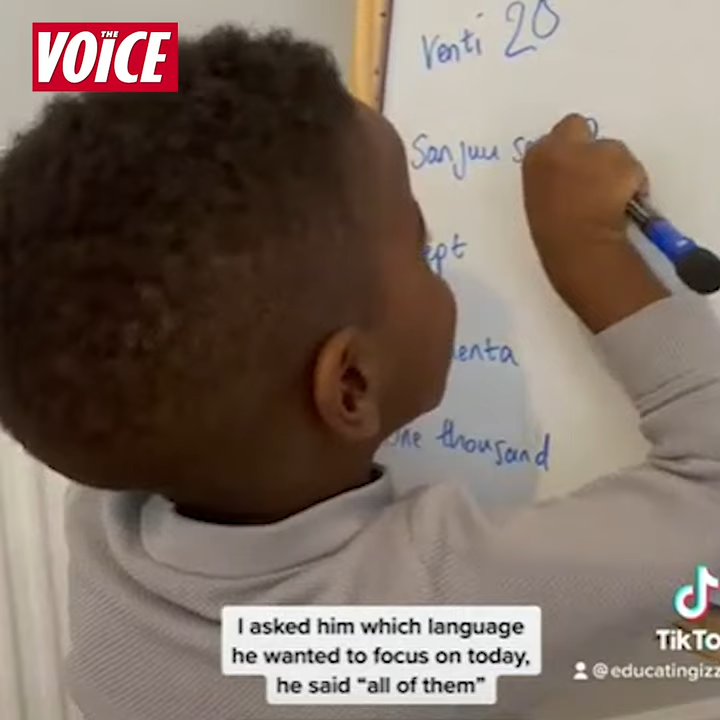 THE
VOICE
Venti 20
Sanjuu
ept
enta
one thousand
I asked him which language
he wanted to focus on today,
he said “all of them”
TikTo
@educatingizz